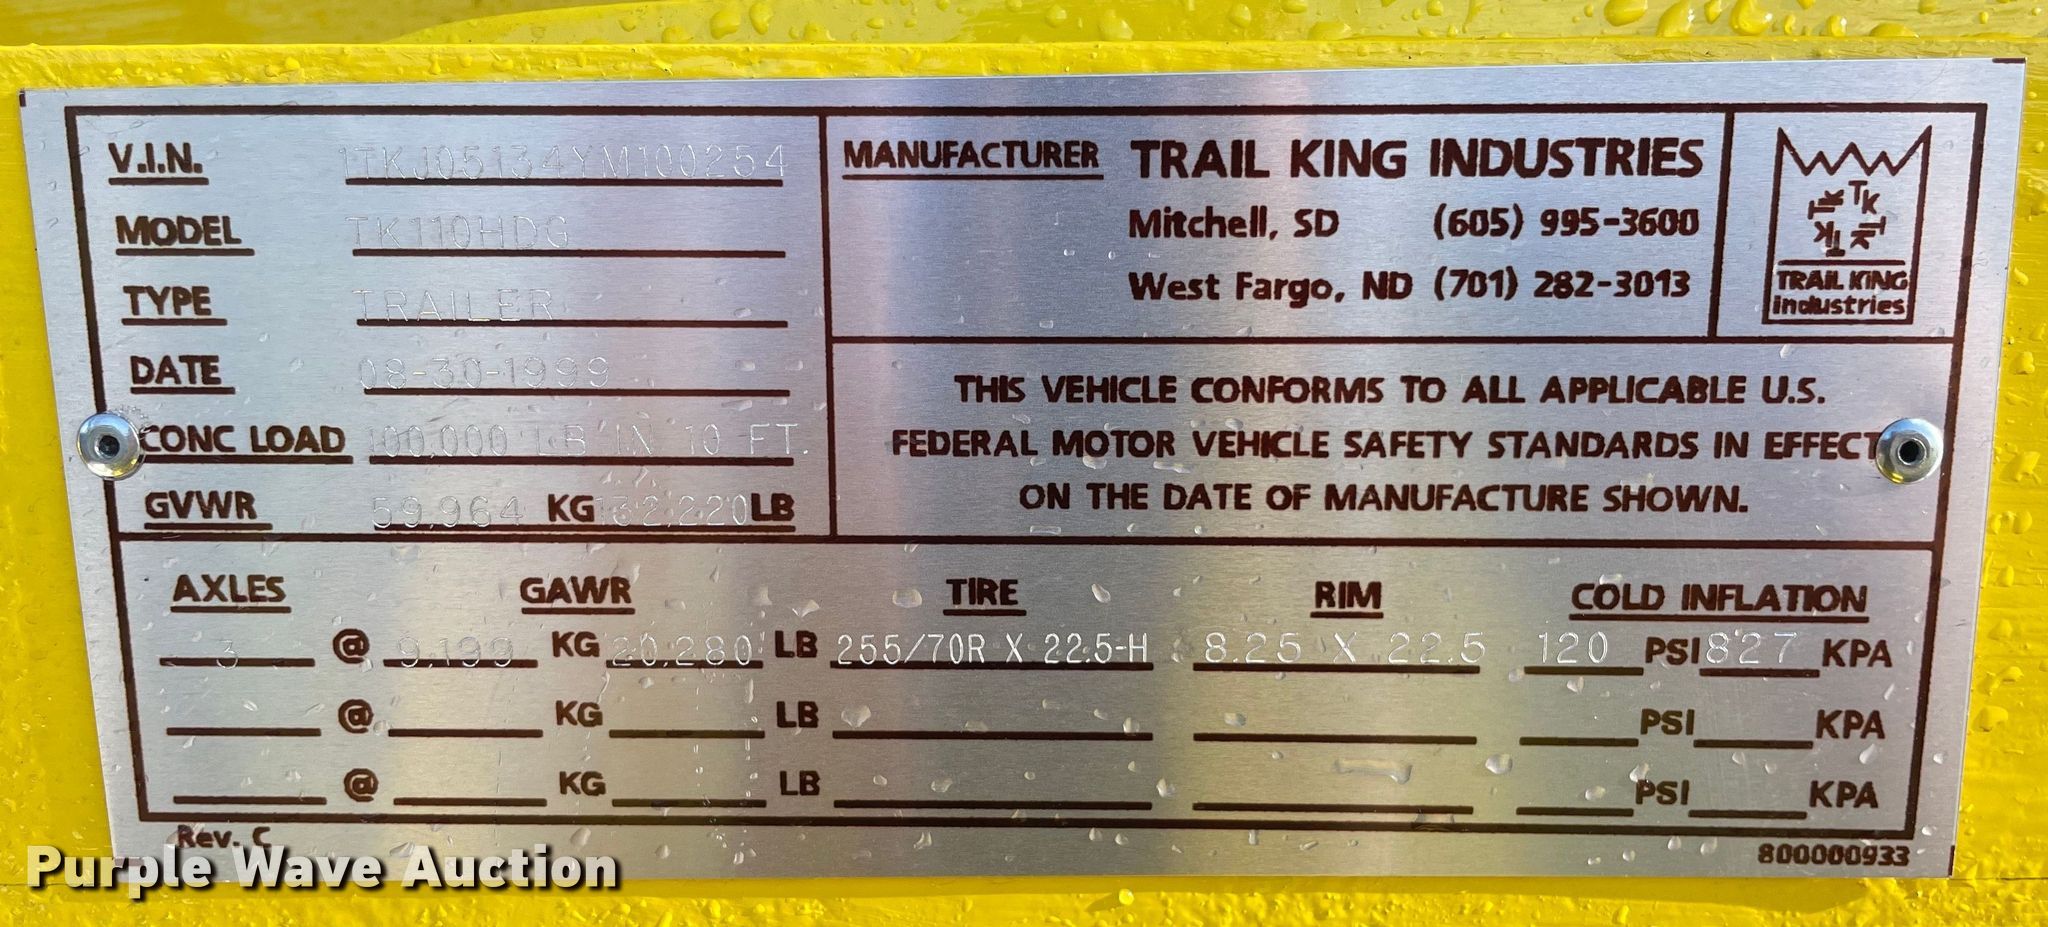 V.I.N. 1TKJ05134YM100254
MODEL TK110HDG
TYPE TRAILER
DATE 08-30-1999
CONC LOAD 100,000 LB IN 10 FT.
GVWR 59,964 KG 132,220 LB
MANUFACTURER TRAIL KING INDUSTRIES
Mitchell, SD (605) 995-3600
West Fargo, ND (701) 282-3013
TK TK TK TK TK
TRAIL KING
industries
THIS VEHICLE CONFORMS TO ALL APPLICABLE U.S.
FEDERAL MOTOR VEHICLE SAFETY STANDARDS IN EFFECT
ON THE DATE OF MANUFACTURE SHOWN.
AXLES GAWR TIRE RIM COLD INFLATION
3 @ 9,199 KG 20,280 LB 255/70R X 22.5-H 8.25 X 22.5 120 PSI 827 KPA
@ KG LB PSI KPA
@ KG LB PSI KPA
Rev. C
800000933
Purple Wave Auction